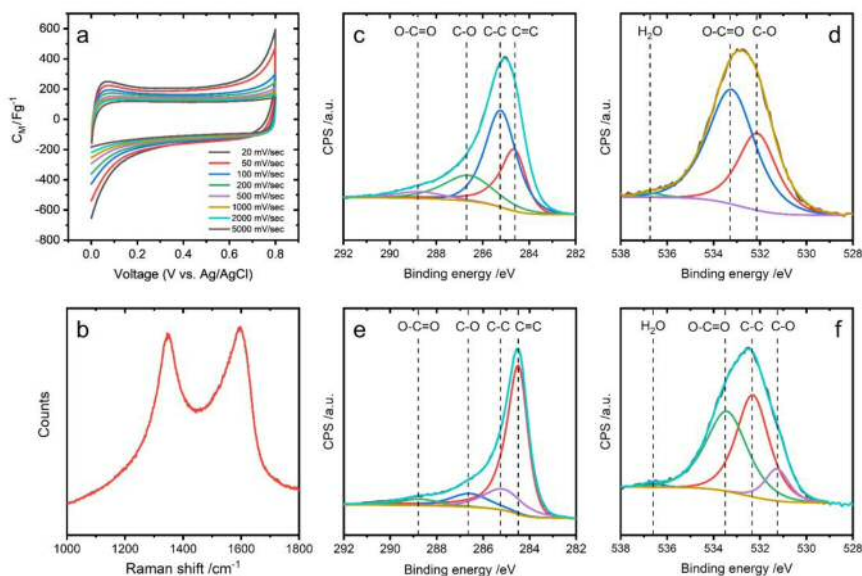 a
C_M / Fg⁻¹
800
600
400
200
0
-200
-400
-600
-800
0.0 0.2 0.4 0.6 0.8
Voltage (V vs. Ag/AgCl)
20 mV/sec
50 mV/sec
100 mV/sec
200 mV/sec
500 mV/sec
1000 mV/sec
2000 mV/sec
5000 mV/sec
c
O-C=O C-O C-C C=C
CPS /a.u.
292 290 288 286 284 282
Binding energy /eV
d
H₂O O-C=O C-O
CPS /a.u.
538 536 534 532 530 528
Binding energy /eV
b
Counts
1000 1200 1400 1600 1800
Raman shift /cm⁻¹
e
O-C=O C-O C-C C=C
CPS /a.u.
292 290 288 286 284 282
Binding energy /eV
f
H₂O O-C=O C-C C-O
CPS /a.u.
538 536 534 532 530 528
Binding energy /eV